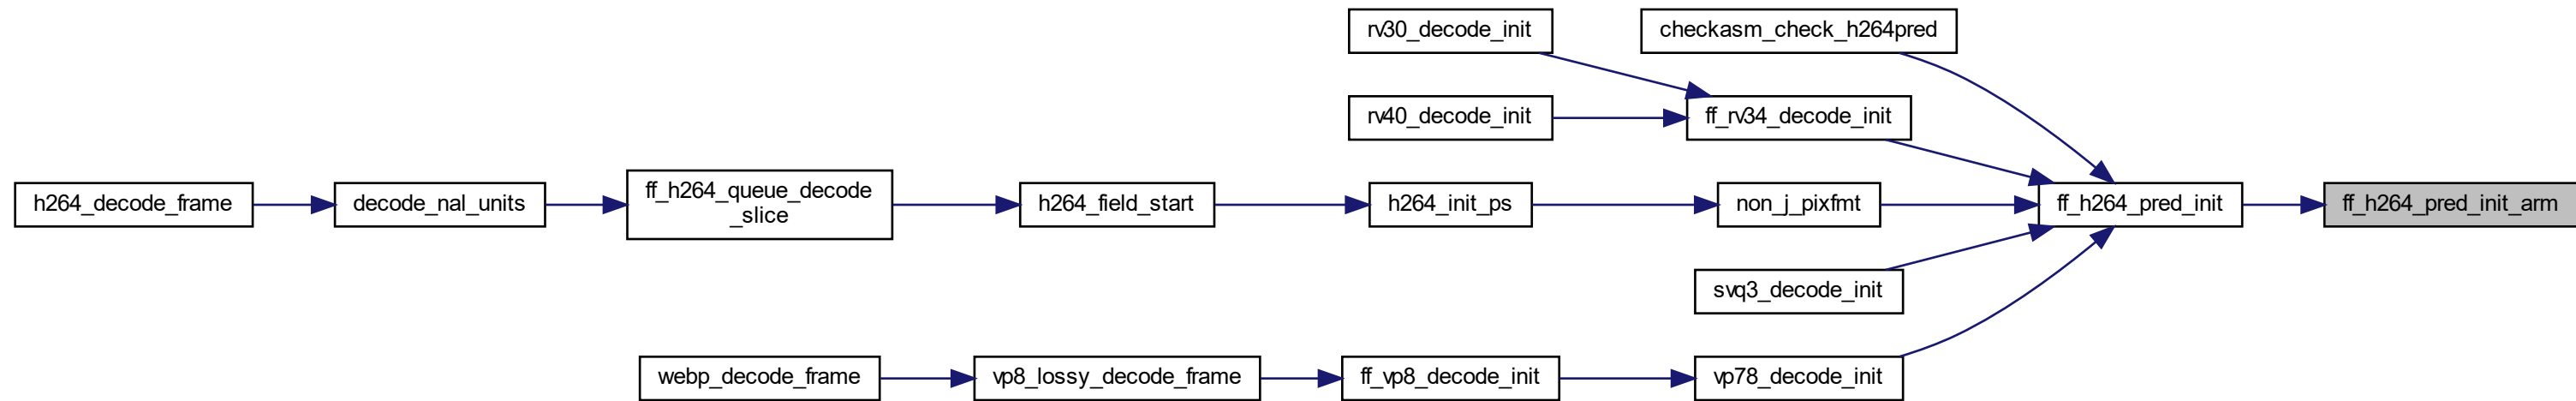 rv30_decode_init
checkasm_check_h264pred
rv40_decode_init
ff_rv34_decode_init
h264_decode_frame
decode_nal_units
ff_h264_queue_decode
_slice
h264_field_start
h264_init_ps
non_j_pixfmt
ff_h264_pred_init
ff_h264_pred_init_arm
svq3_decode_init
webp_decode_frame
vp8_lossy_decode_frame
ff_vp8_decode_init
vp78_decode_init